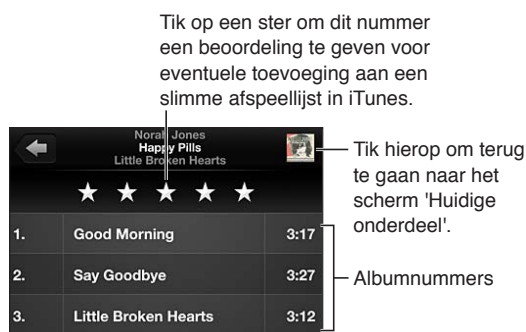 Tik op een ster om dit nummer
een beoordeling te geven voor
eventuele toevoeging aan een
slimme afspeellijst in iTunes.
Norah Jones
Happy Pills
Little Broken Hearts
Tik hierop om terug
te gaan naar het
scherm 'Huidige
onderdeel'.
1. Good Morning 3:17
2. Say Goodbye 3:27
3. Little Broken Hearts 3:12
Albumnummers